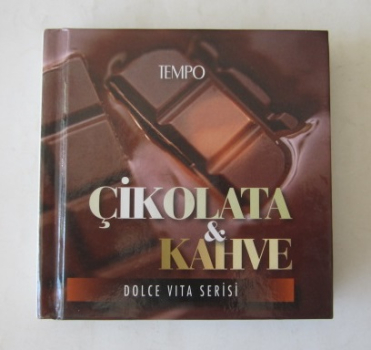 TEMPO
ÇİKOLATA
&
KAHVE
DOLCE VITA SERİSİ